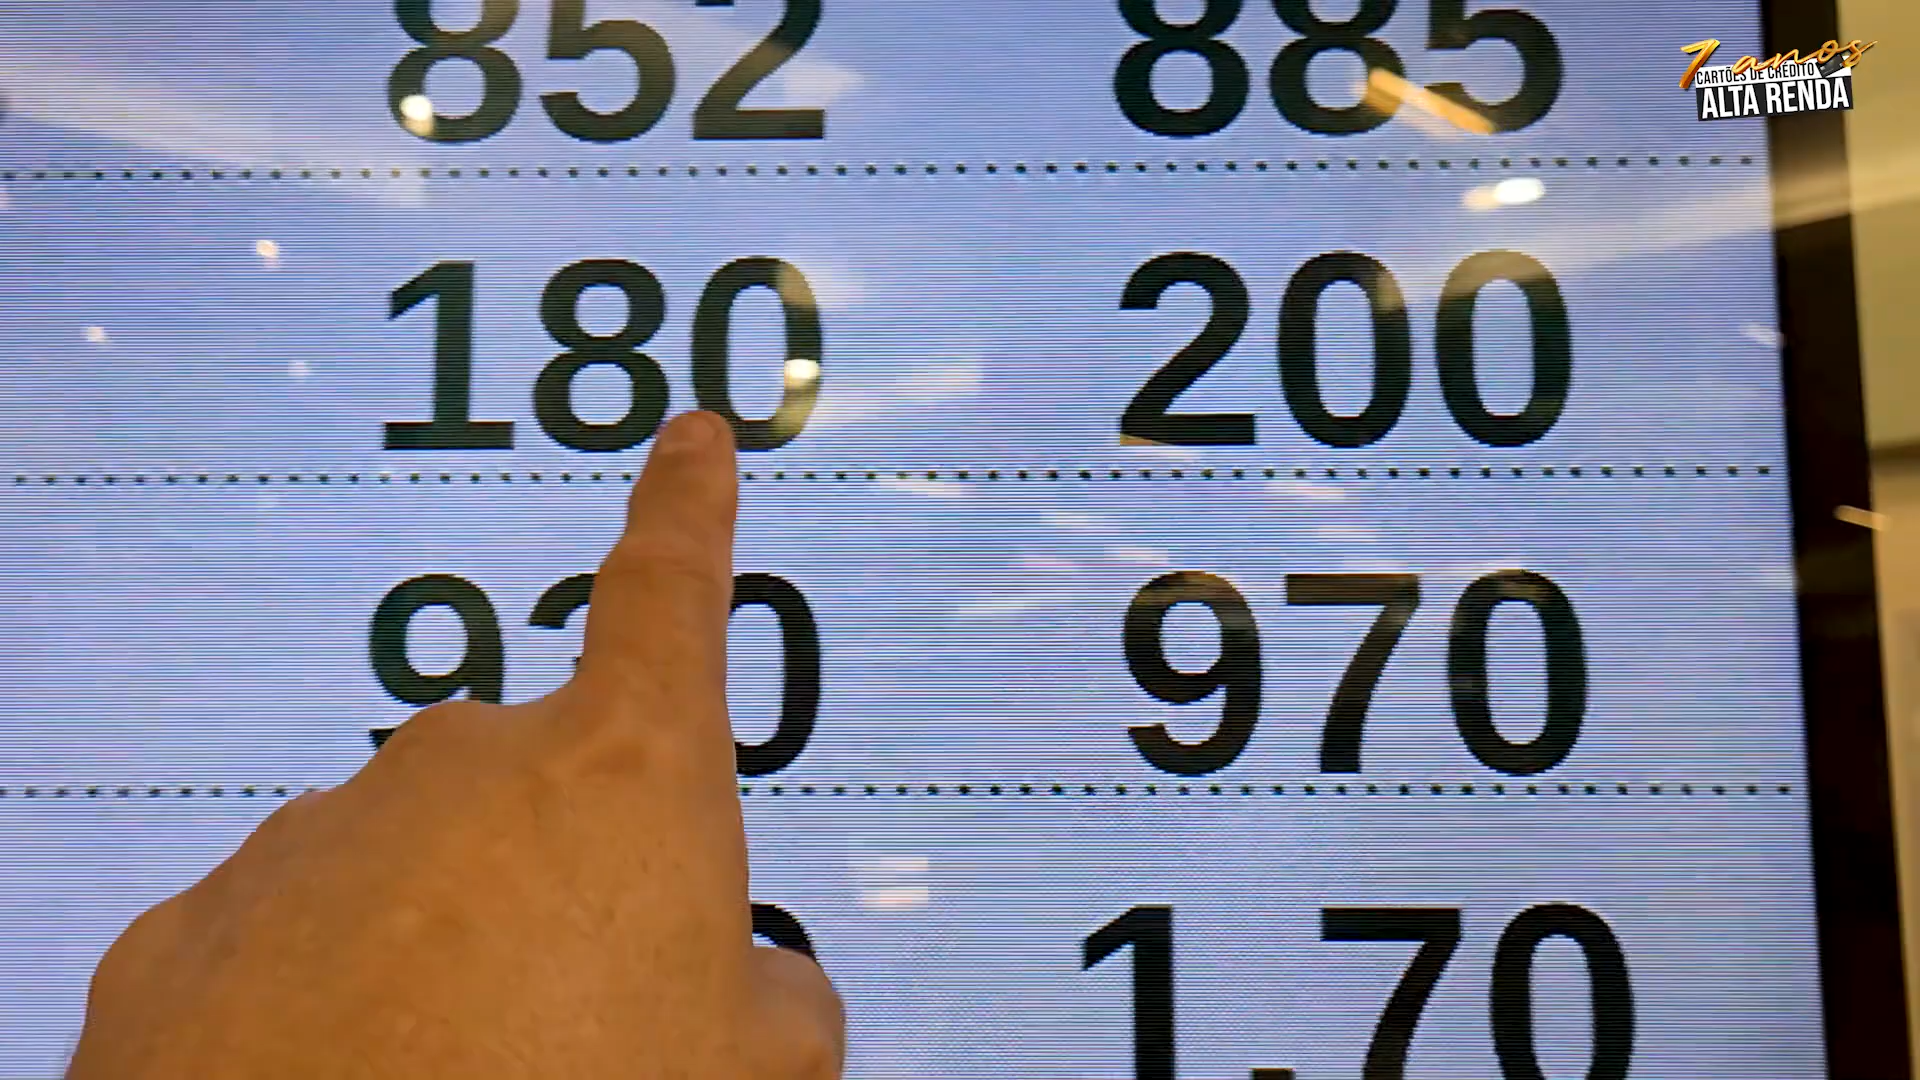 852 885
7 anos
CARTÕES DE CRÉDITO
ALTA RENDA
180 200
970
1.70